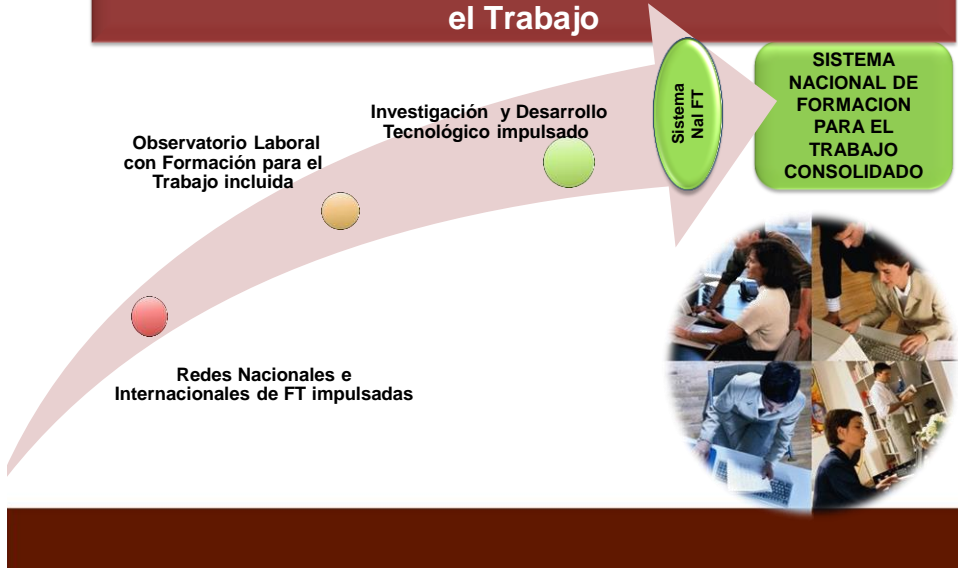 el Trabajo
SISTEMA
NACIONAL DE
FORMACION
PARA EL
TRABAJO
CONSOLIDADO
Sistema
Nal FT
Investigación y Desarrollo
Tecnológico impulsado
Observatorio Laboral
con Formación para el
Trabajo incluida
Redes Nacionales e
Internacionales de FT impulsadas